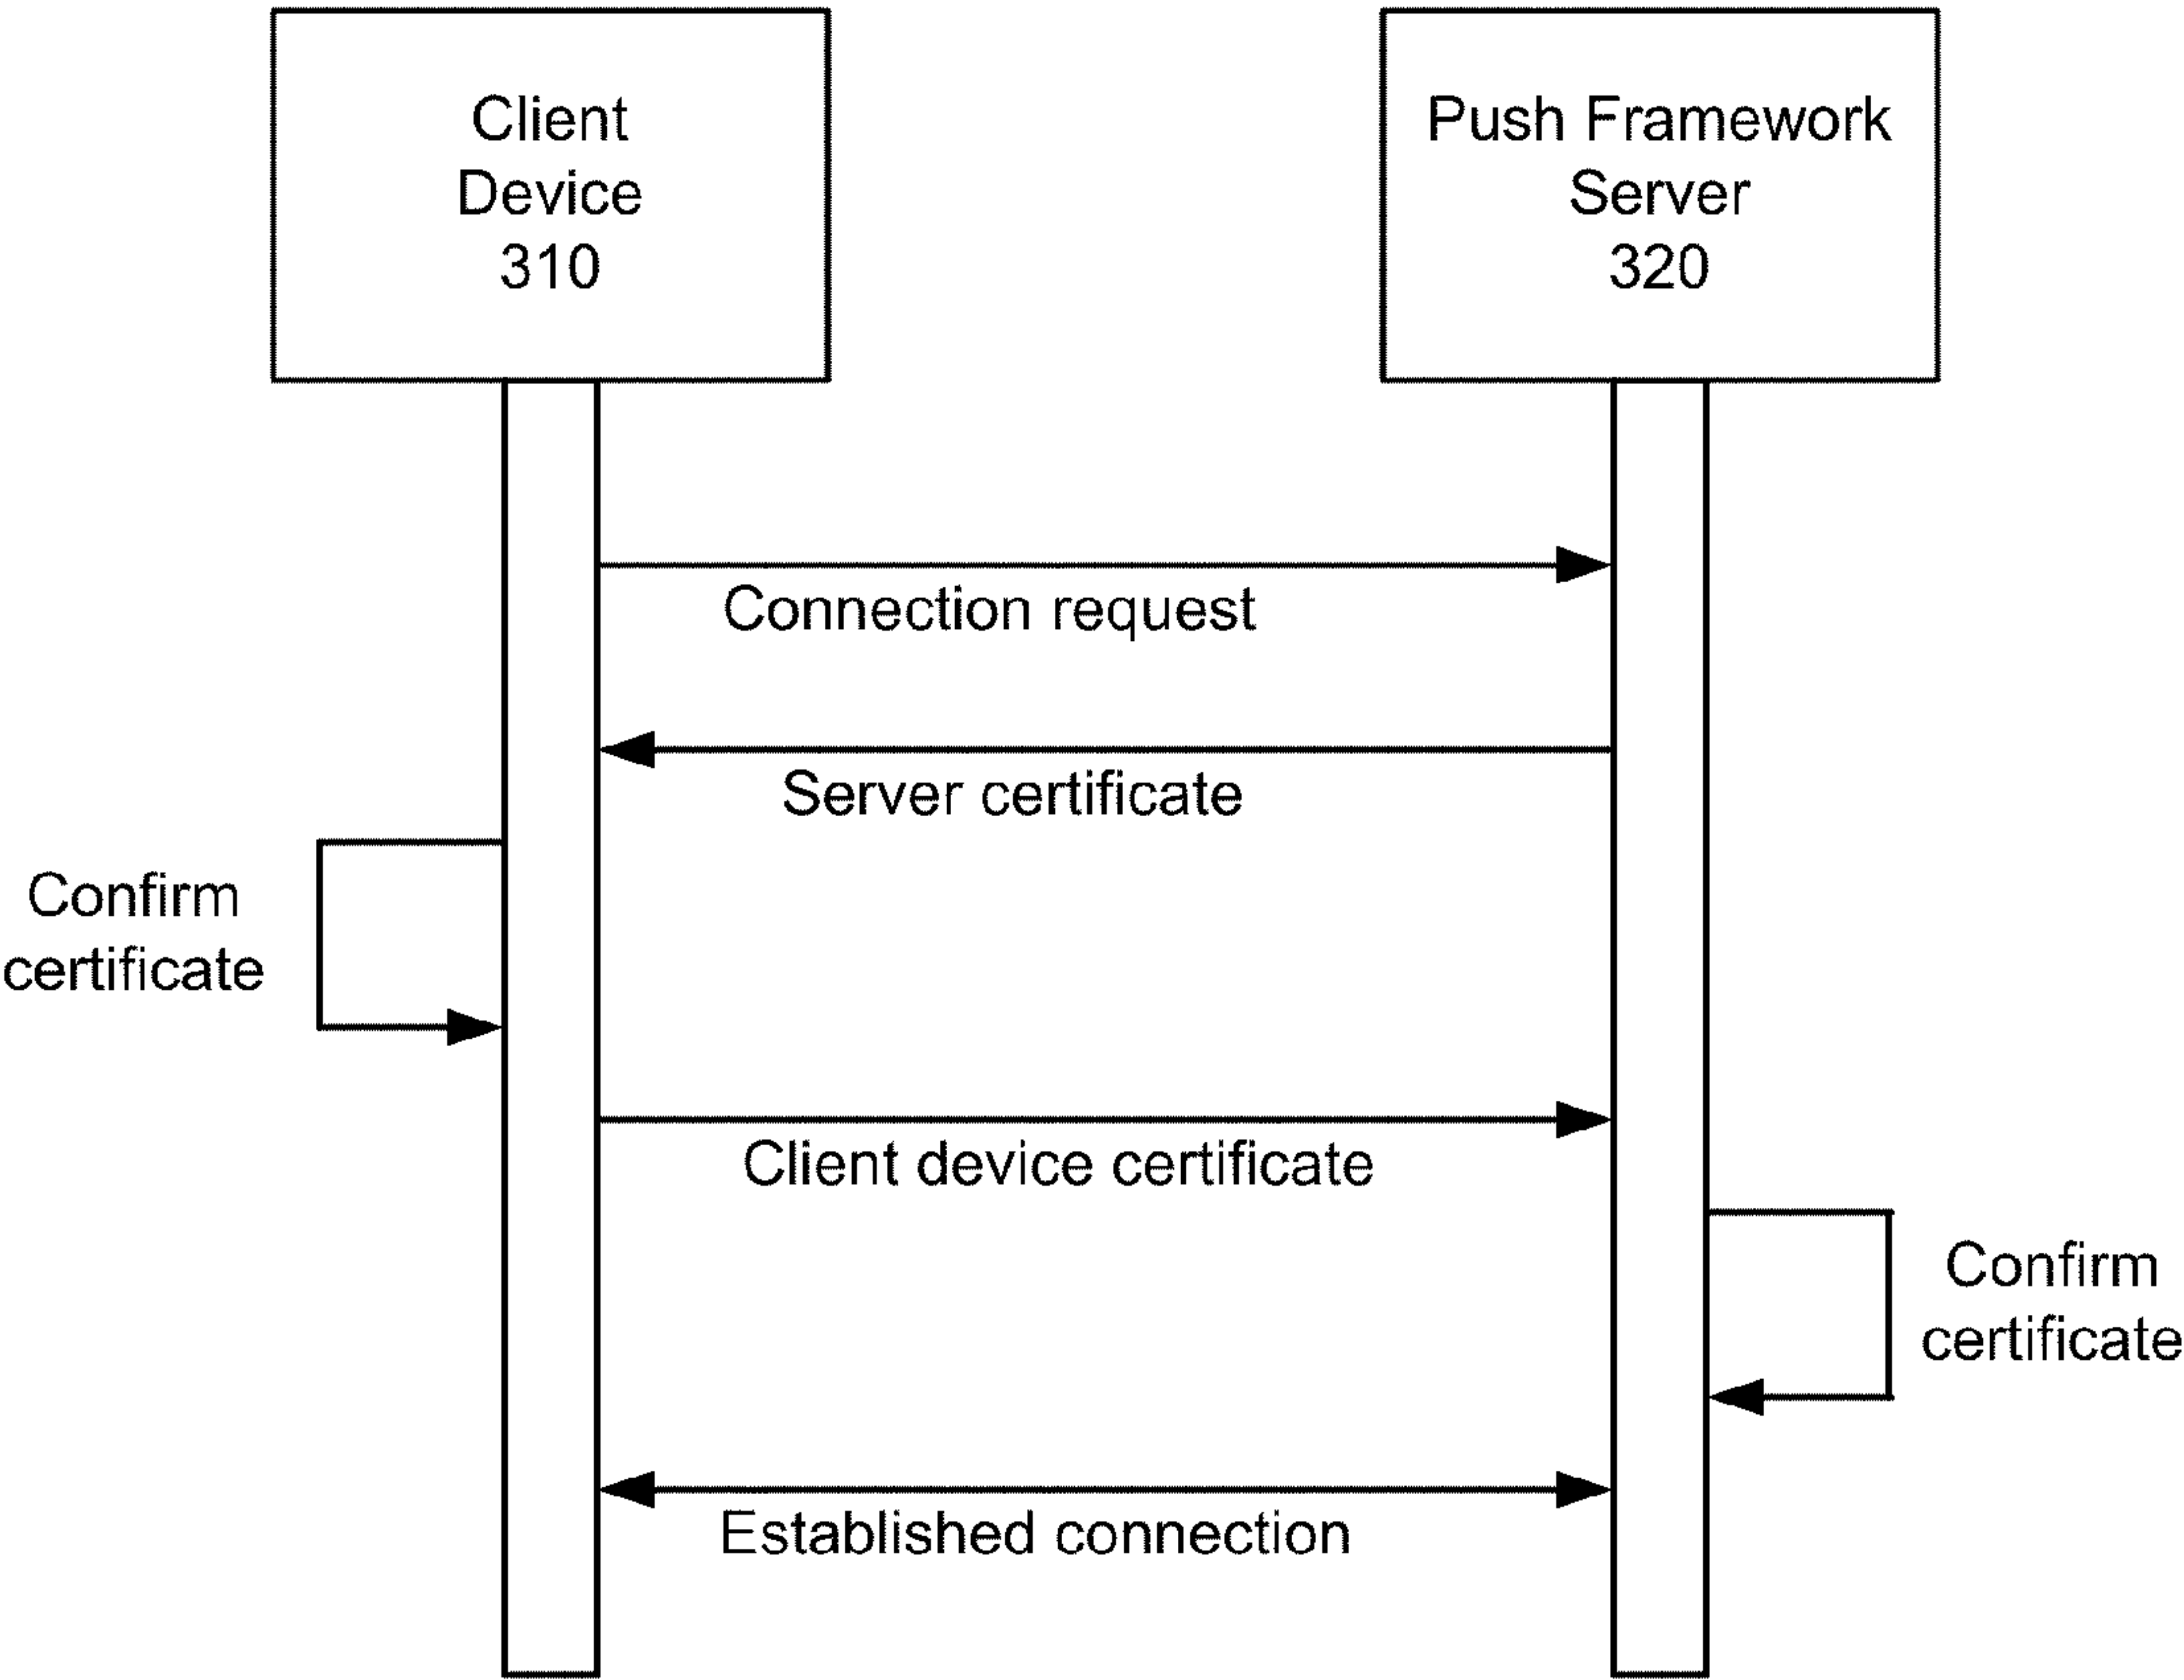 Client
Device
310
Push Framework
Server
320
Connection request
Server certificate
Confirm
certificate
Client device certificate
Confirm
certificate
Established connection